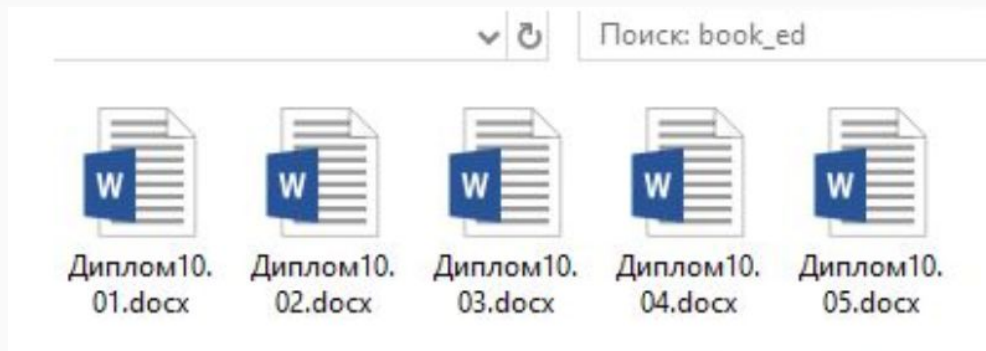 Поиск: book_ed
W W W W W
Диплом10. Диплом10. Диплом10. Диплом10. Диплом10.
01.docx 02.docx 03.docx 04.docx 05.docx